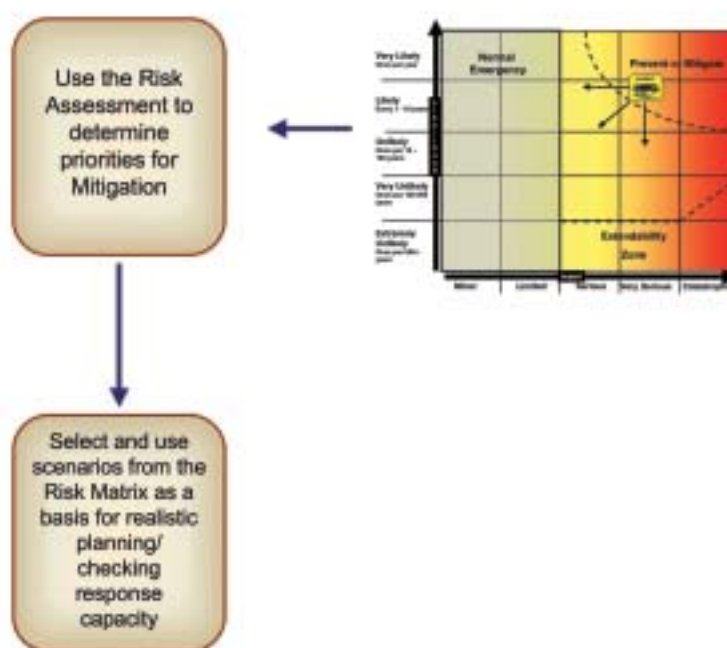 Use the Risk
Assessment to
determine
priorities for
Mitigation
Select and use
scenarios from the
Risk Matrix as a
basis for realistic
planning/
checking
response
capacity
Very Likely
Likely
Unlikely
Very Unlikely
Extremely
Unlikely
Normal
Emergency
Prevent or Mitigate
Extendability
Zone
Minor
Limited
Serious
Very Serious